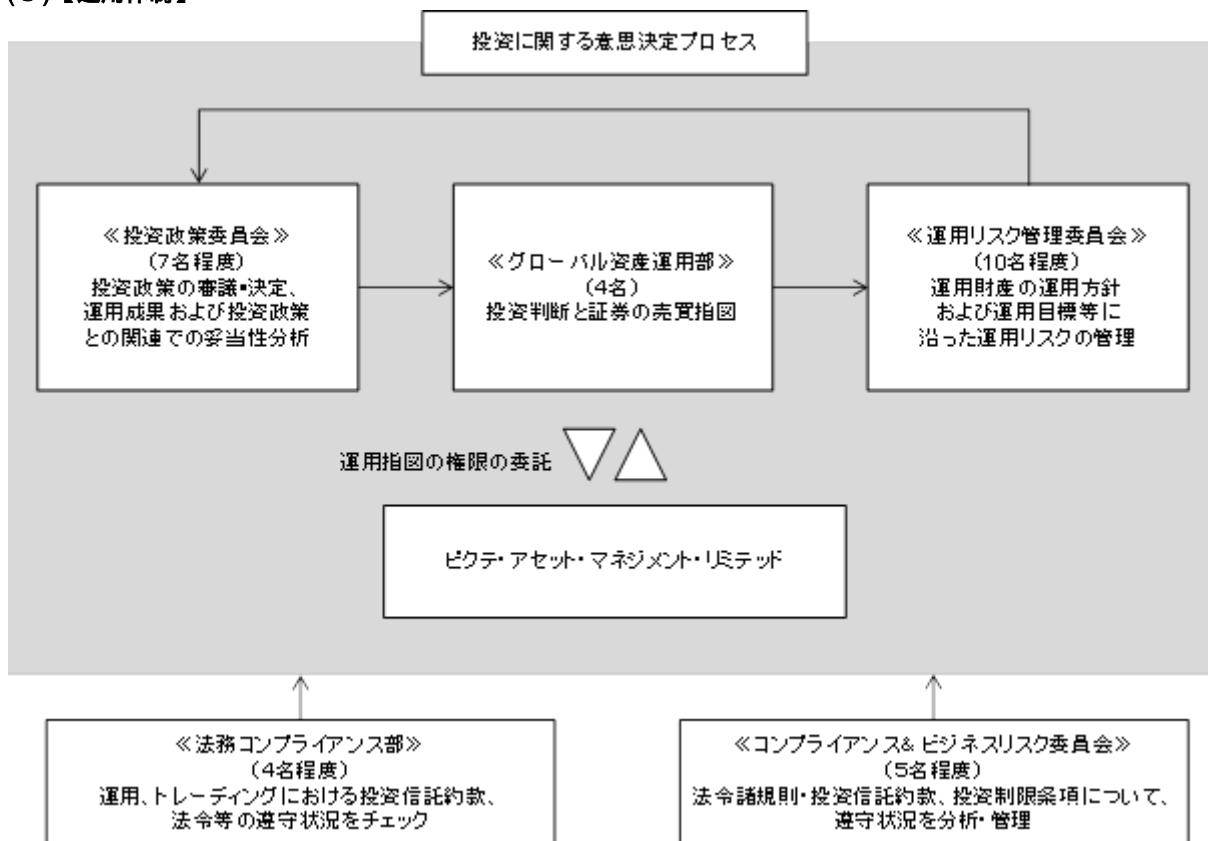 投資に関する意思決定プロセス
≪投資政策委員会≫
(7名程度)
投資政策の審議・決定、
運用成果および投資政策
との関連での妥当性分析
≪グローバル資産運用部≫
(4名)
投資判断と証券の売買指図
≪運用リスク管理委員会≫
(10名程度)
運用財産の運用方針
および運用目標等に
沿った運用リスクの管理
運用指図の権限の委託
ピクテ・アセット・マネジメント・リミテッド
≪法務コンプライアンス部≫
(4名程度)
運用、トレーディングにおける投資信託約款、
法令等の遵守状況をチェック
≪コンプライアンス& ビジネスリスク委員会≫
(5名程度)
法令諸規則・投資信託約款、投資制限条項について、
遵守状況を分析・管理